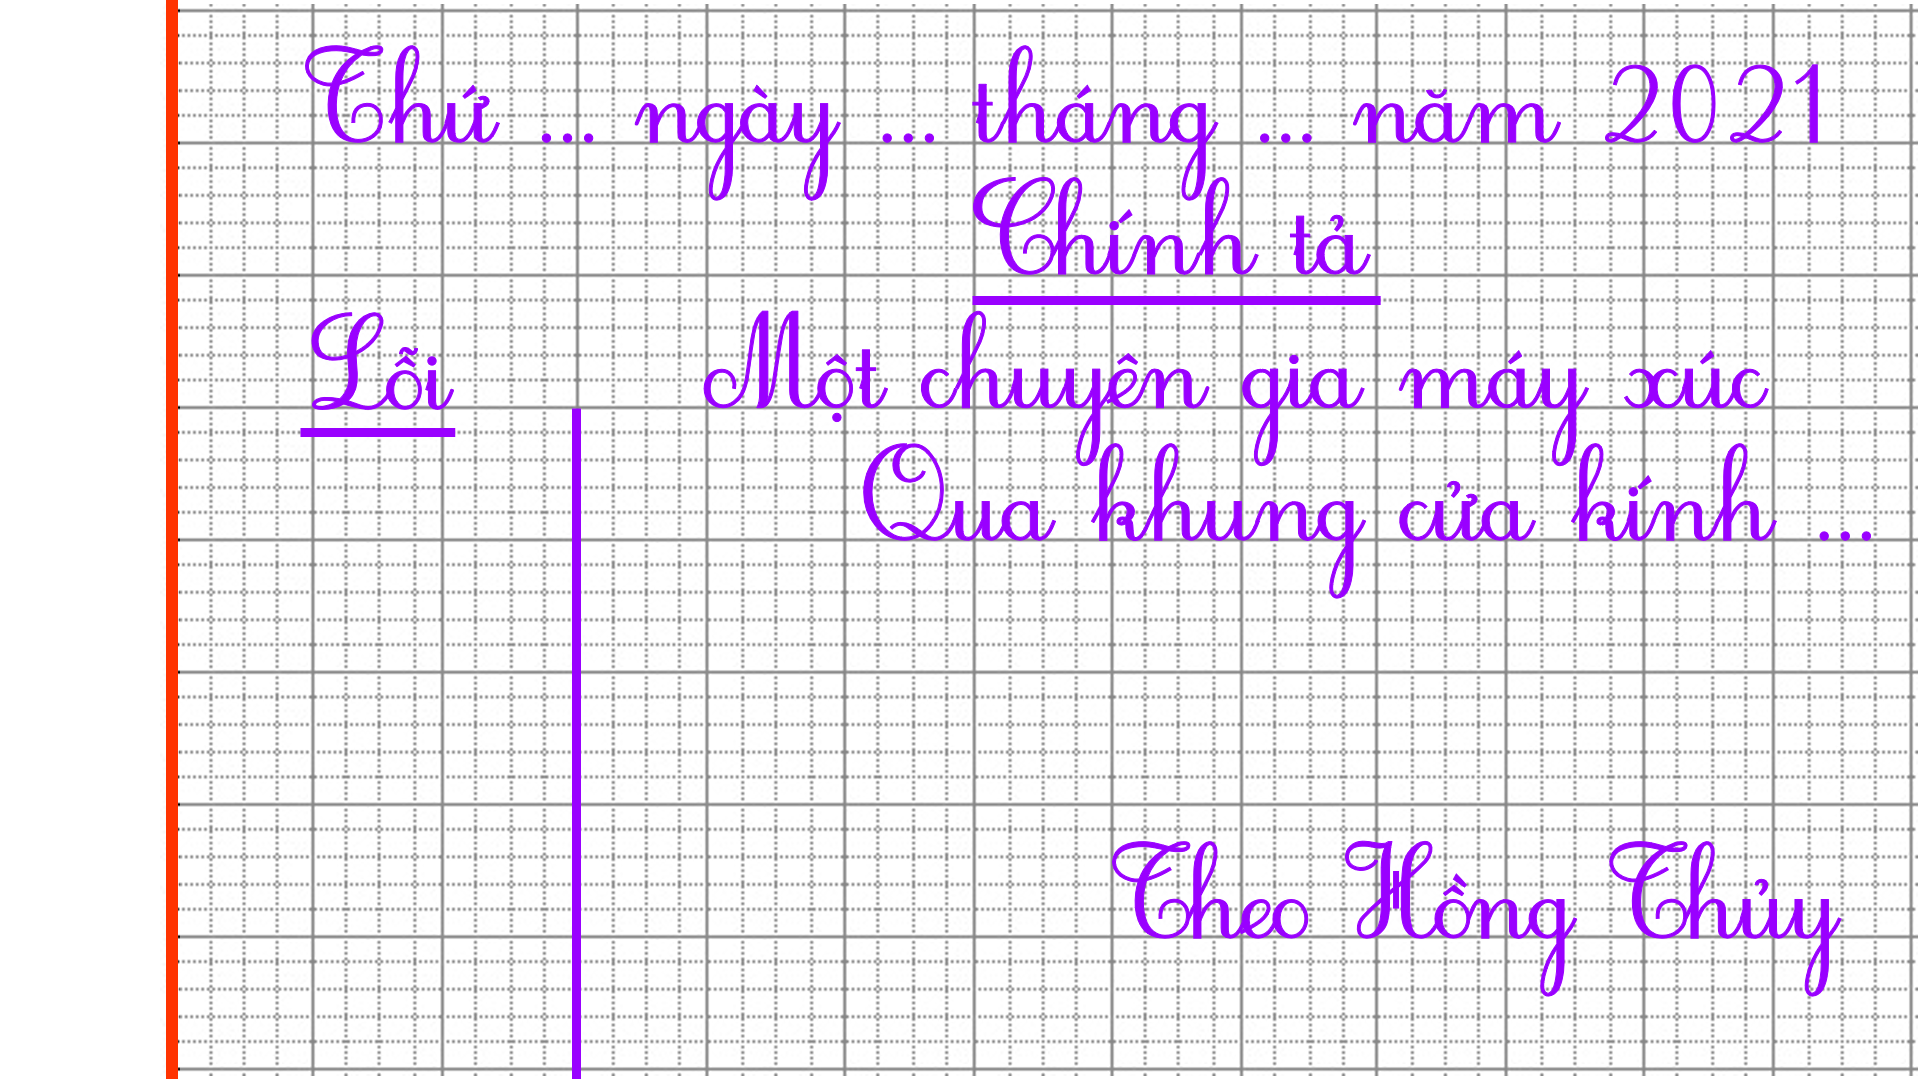 Thứ ... ngày ... tháng ... năm 2021
Chính tả
Lỗi Một chuyên gia máy xúc
Qua khung cửa kính ...
Theo Hồng Thủy